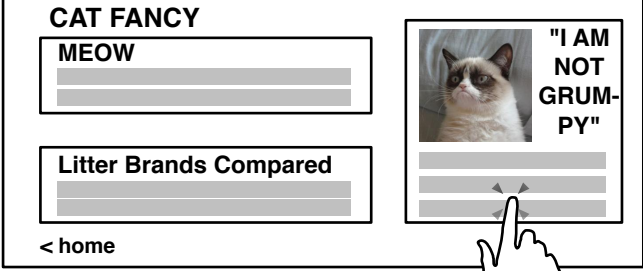 CAT FANCY
MEOW
Litter Brands Compared
< home
"I AM
NOT
GRUM-
PY"